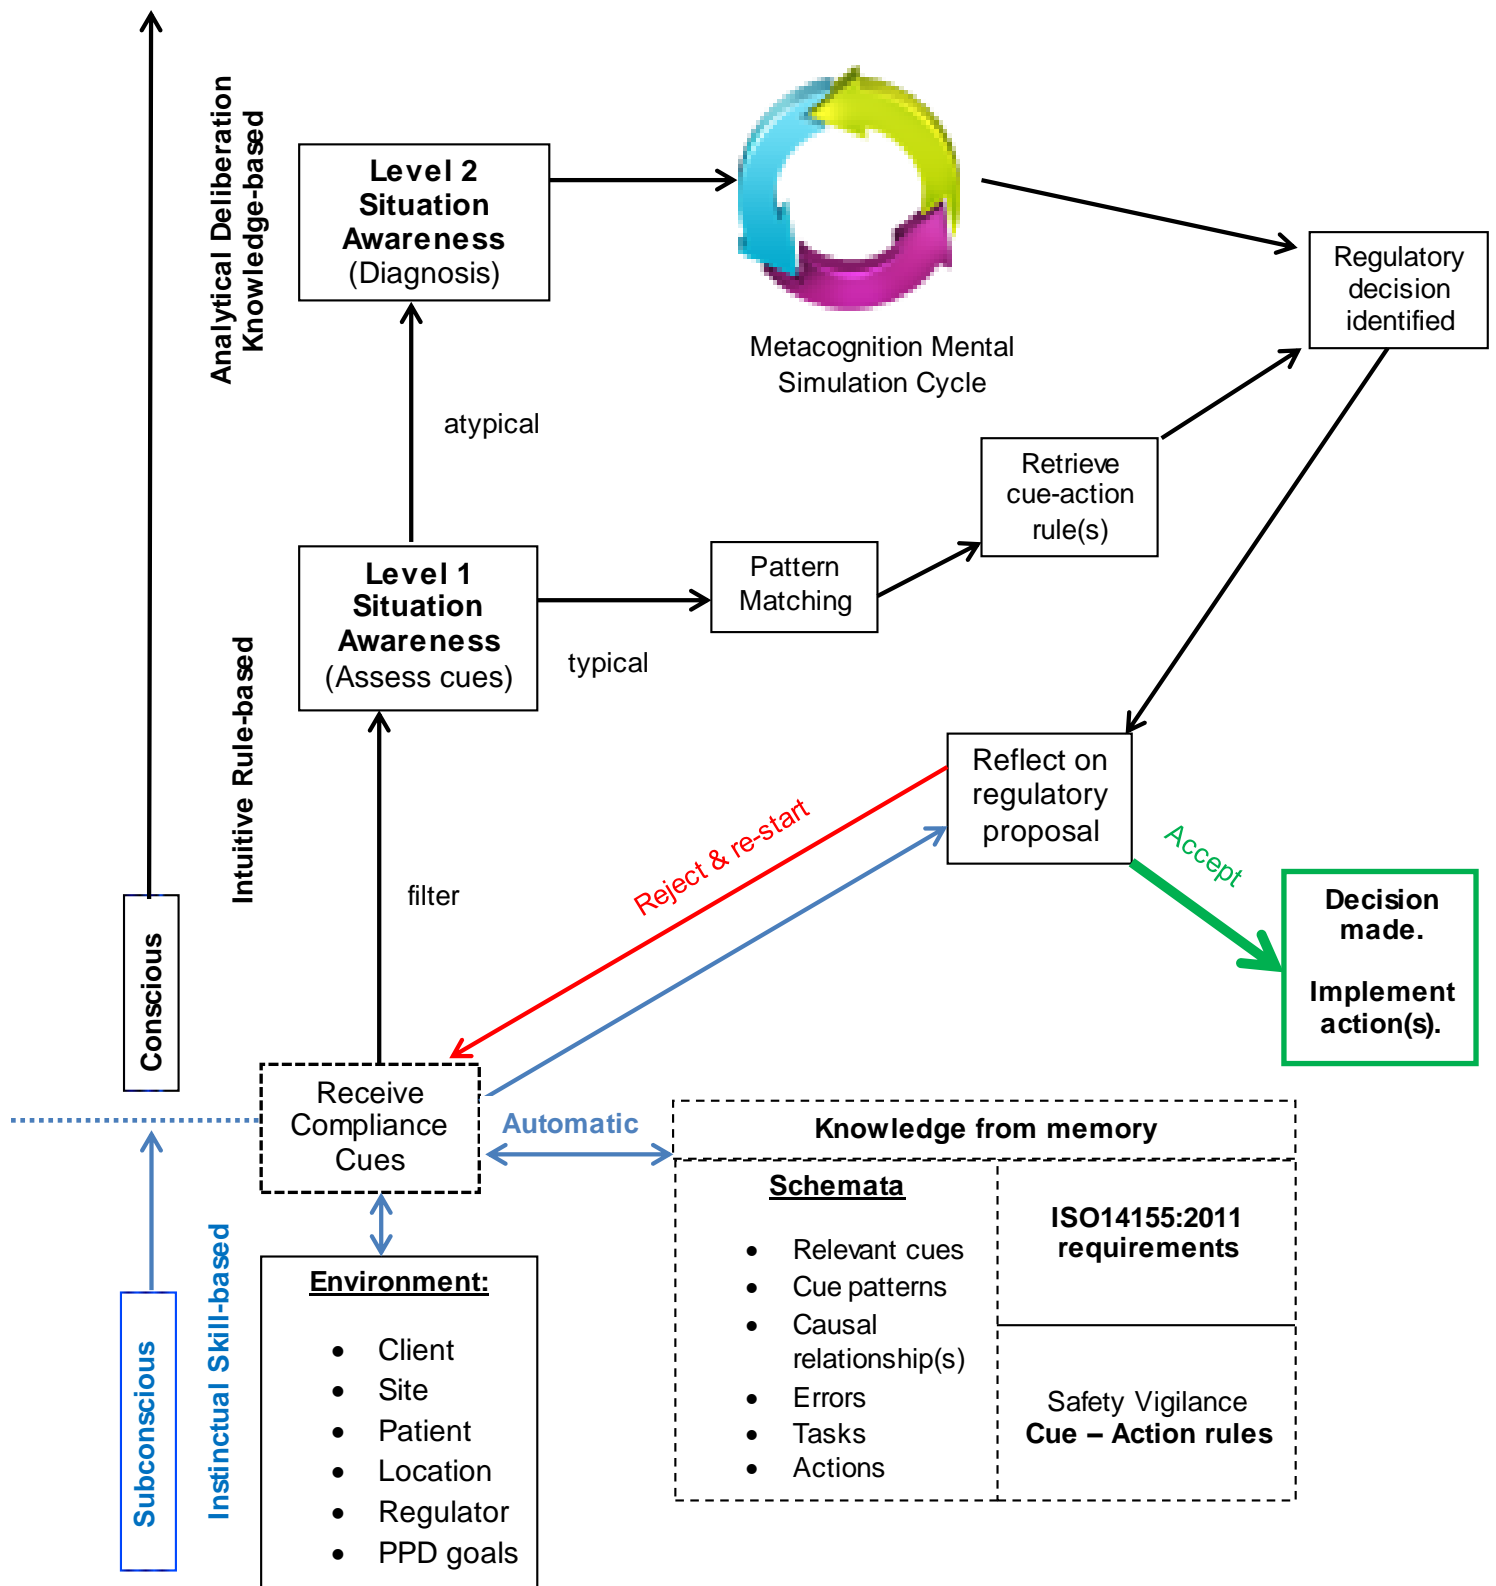 Analytical Deliberation
Knowledge-based
Level 2
Situation
Awareness
(Diagnosis)
Metacognition Mental
Simulation Cycle
Regulatory
decision
identified
atypical
Retrieve
cue-action
rule(s)
Intuitive Rule-based
Level 1
Situation
Awareness
(Assess cues)
typical
Pattern
Matching
Reflect on
regulatory
proposal
Reject & re-start
Accept
filter
Decision
made.
Implement
action(s).
Conscious
Receive
Compliance
Cues
Automatic
Knowledge from memory
Schemata
• Relevant cues
• Cue patterns
• Causal
relationship(s)
• Errors
• Tasks
• Actions
ISO14155:2011
requirements
Safety Vigilance
Cue – Action rules
Subconscious
Instinctual Skill-based
Environment:
• Client
• Site
• Patient
• Location
• Regulator
• PPD goals